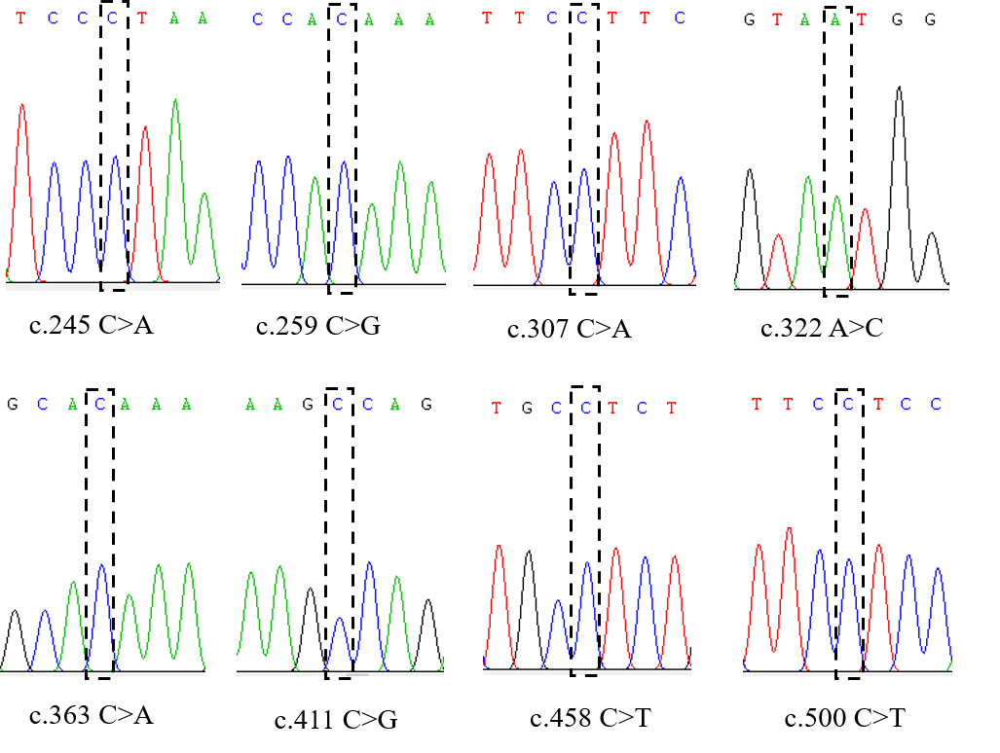 T C C C T A A
C C A C A A A
T T C C T T C
G T A A T G G
c.245 C>A
c.259 C>G
c.307 C>A
c.322 A>C
G C A C A A A
A A G C C A G
T G C C T C T
T T C C T C C
c.363 C>A
c.411 C>G
c.458 C>T
c.500 C>T